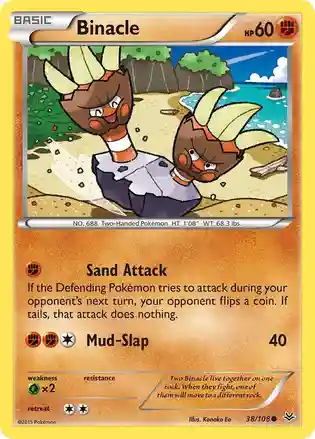 BASIC
Binacle
HP60
NO. 688 Two-Handed Pokémon HT. 1'08" WT. 68.3 lbs.
Sand Attack
If the Defending Pokémon tries to attack during your
opponent's next turn, your opponent flips a coin. If
tails, that attack does nothing.
Mud-Slap 40
weakness resistance
×2
retreat
Two Binacle live together on one
rock. When they fight, one of
them will move to a different rock.
Illus. Kanako Eo 38/108
©2015 Pokémon